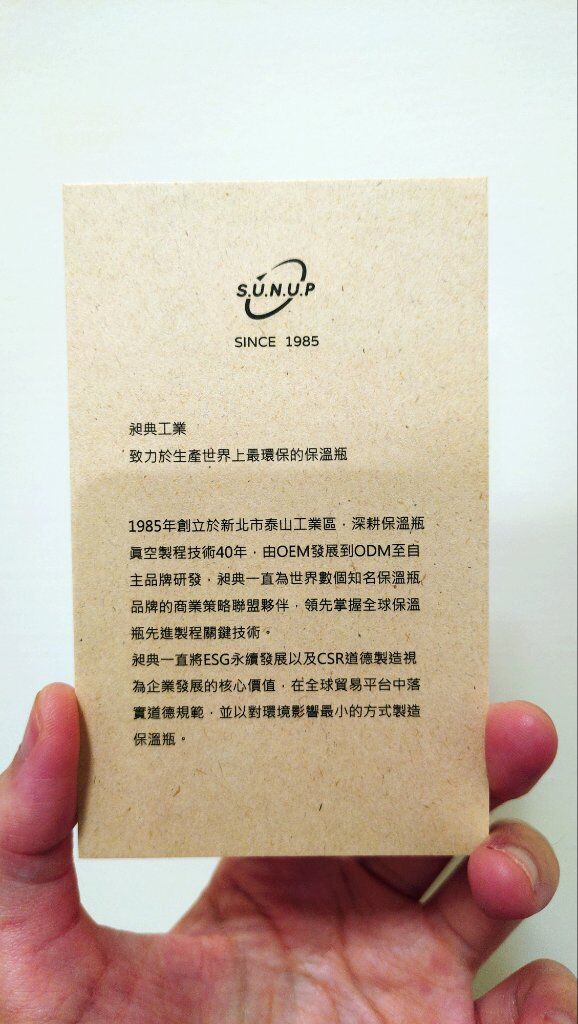 S.U.N.U.P
SINCE 1985
昶典工業
致力於生產世界上最環保的保溫瓶
1985年創立於新北市泰山工業區，深耕保溫瓶
真空製程技術40年，由OEM發展到ODM至自
主品牌研發，昶典一直為世界數個知名保溫瓶
品牌的商業策略聯盟夥伴，領先掌握全球保溫
瓶先進製程關鍵技術。
昶典一直將ESG永續發展以及CSR道德製造視
為企業發展的核心價值，在全球貿易平台中落
實道德規範，並以對環境影響最小的方式製造
保溫瓶。